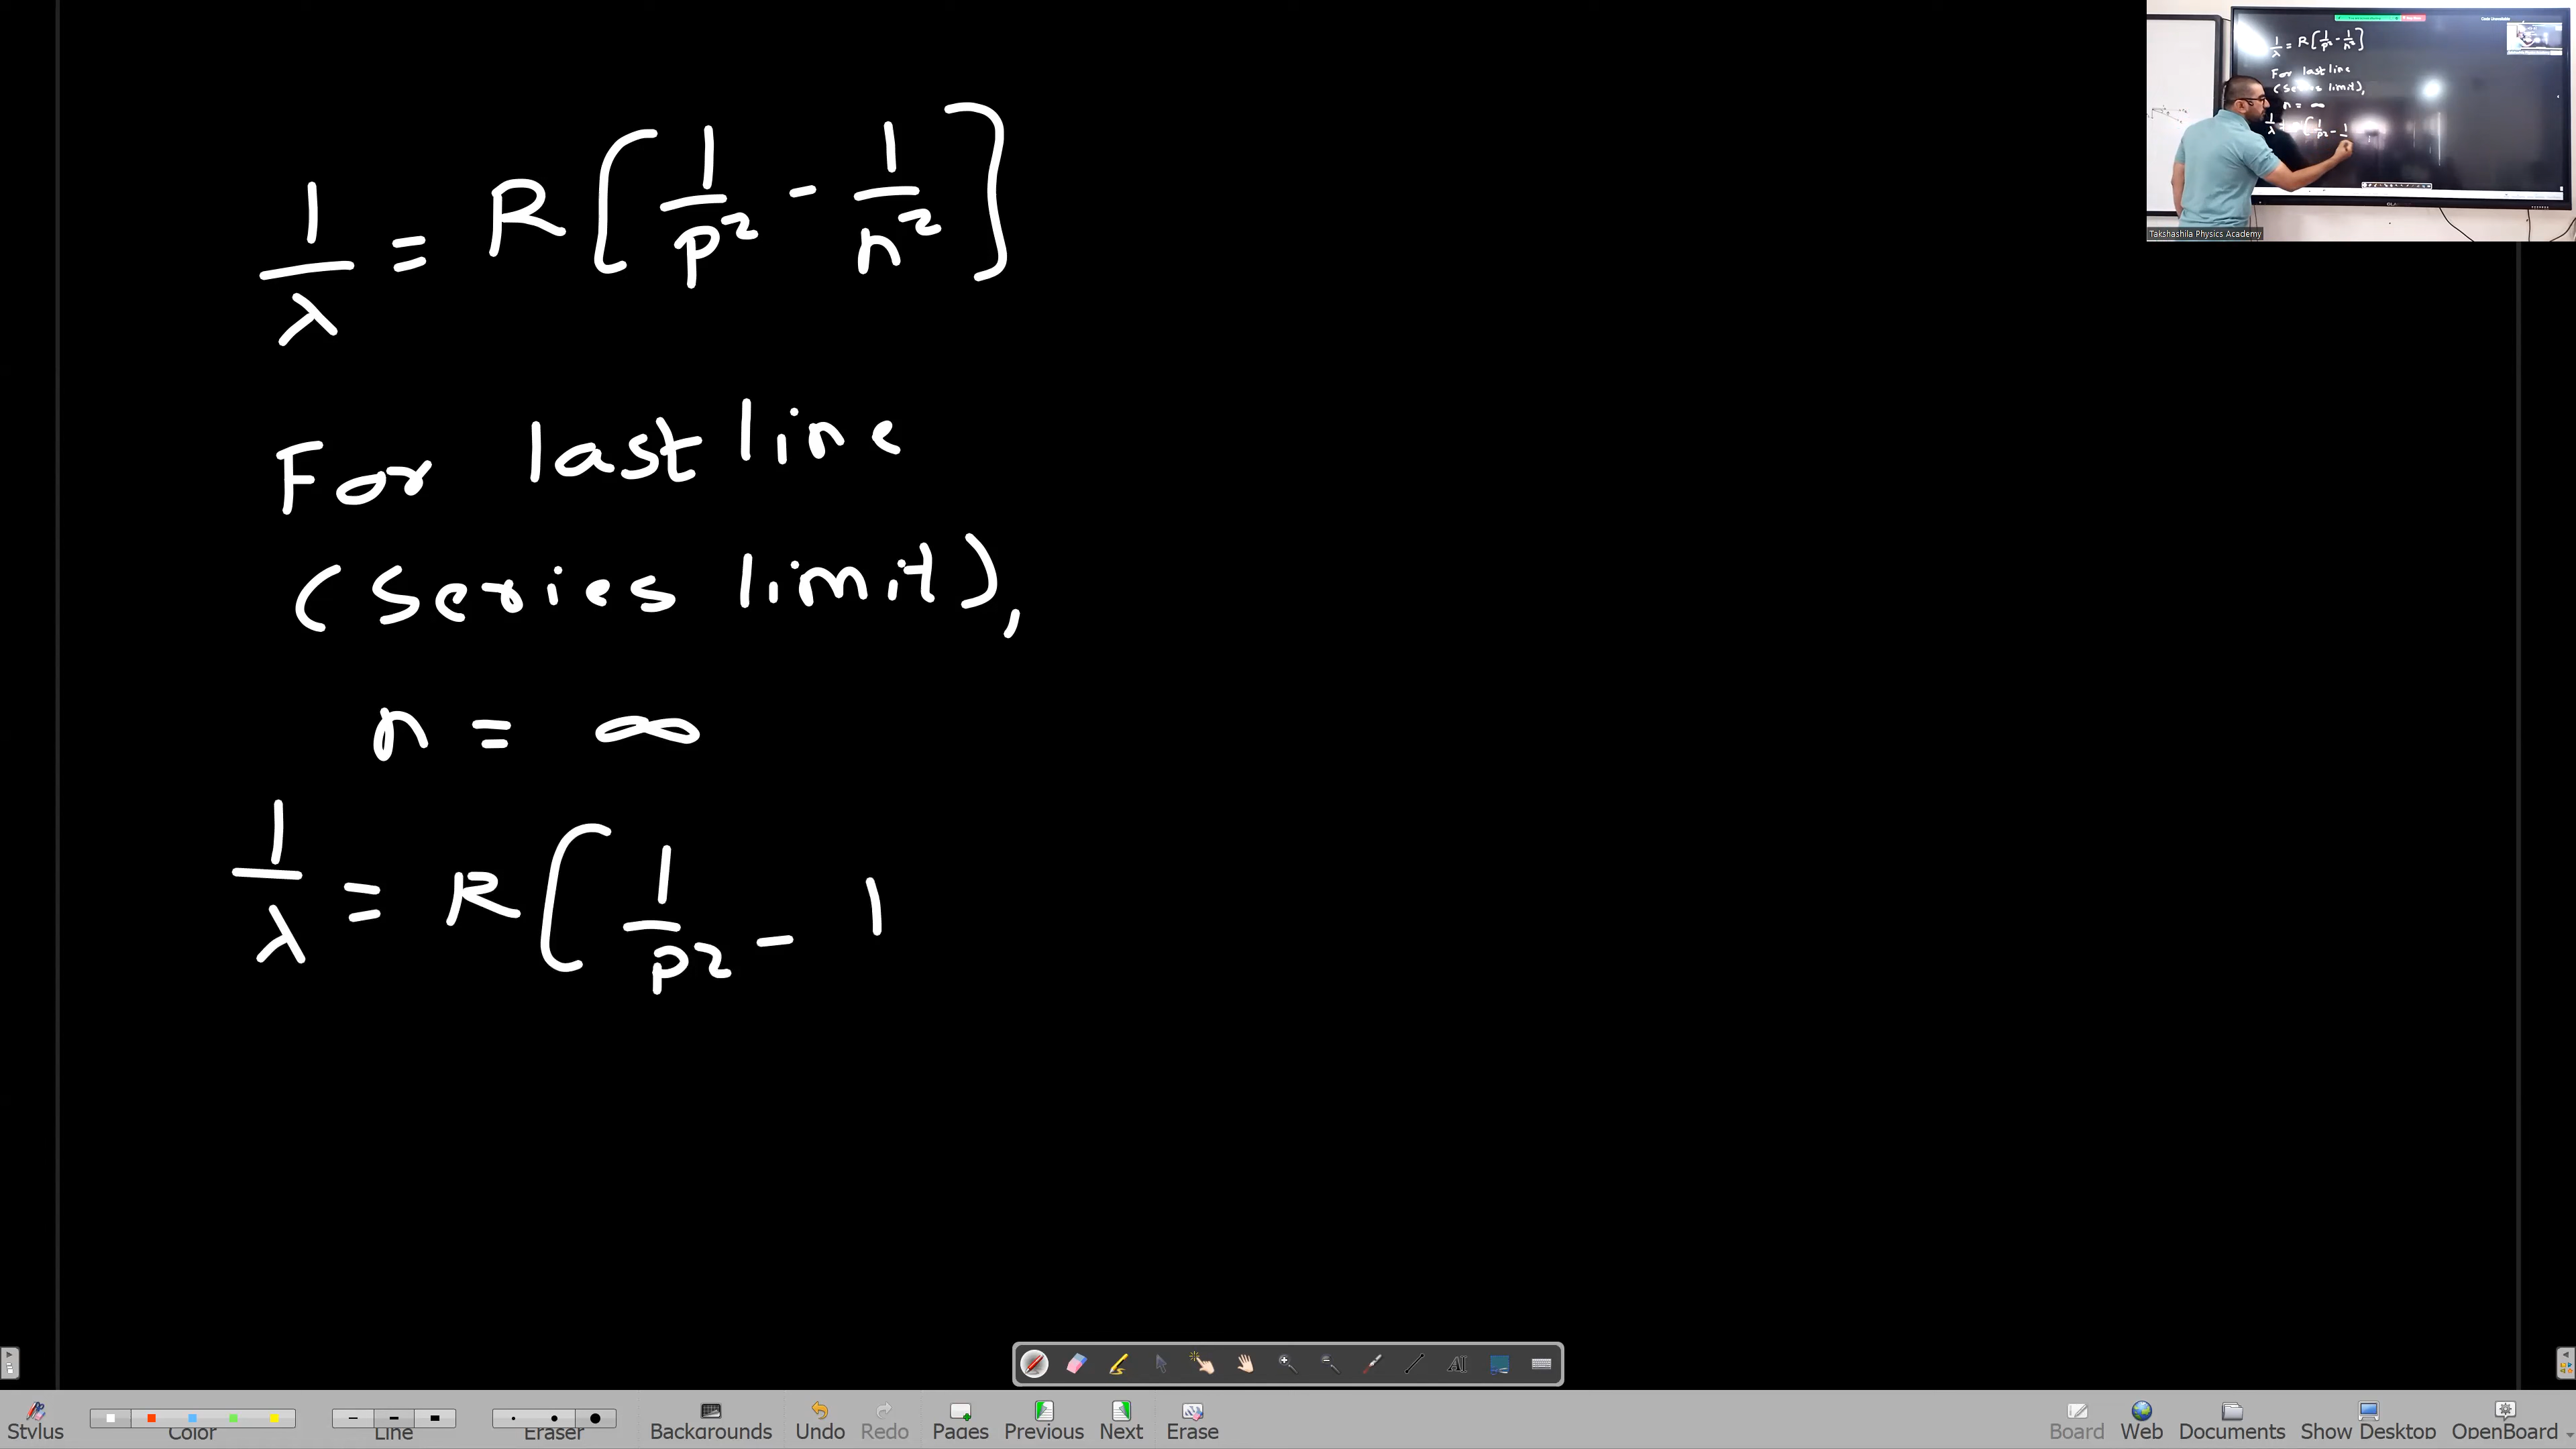 1/λ = R[1/p² - 1/n²]
For last line
(Series limit),
n = ∞
1/λ = R[1/p² - 1
Takshashila Physics Academy
Stylus Color Line Eraser Backgrounds Undo Redo Pages Previous Next Erase Board Web Documents Show Desktop OpenBoard